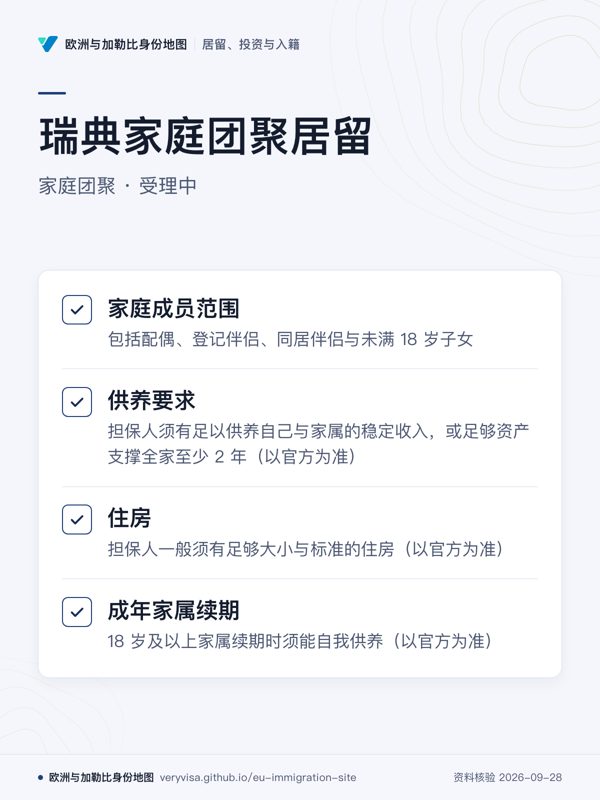 欧洲与加勒比身份地图 居留、投资与入籍
瑞典家庭团聚居留
家庭团聚 · 受理中
家庭成员范围
包括配偶、登记伴侣、同居伴侣与未满 18 岁子女
供养要求
担保人须有足以供养自己与家属的稳定收入，或足够资产
支撑全家至少 2 年（以官方为准）
住房
担保人一般须有足够大小与标准的住房（以官方为准）
成年家属续期
18 岁及以上家属续期时须能自我供养（以官方为准）
欧洲与加勒比身份地图 veryvisa.github.io/eu-immigration-site 资料核验 2026-09-28